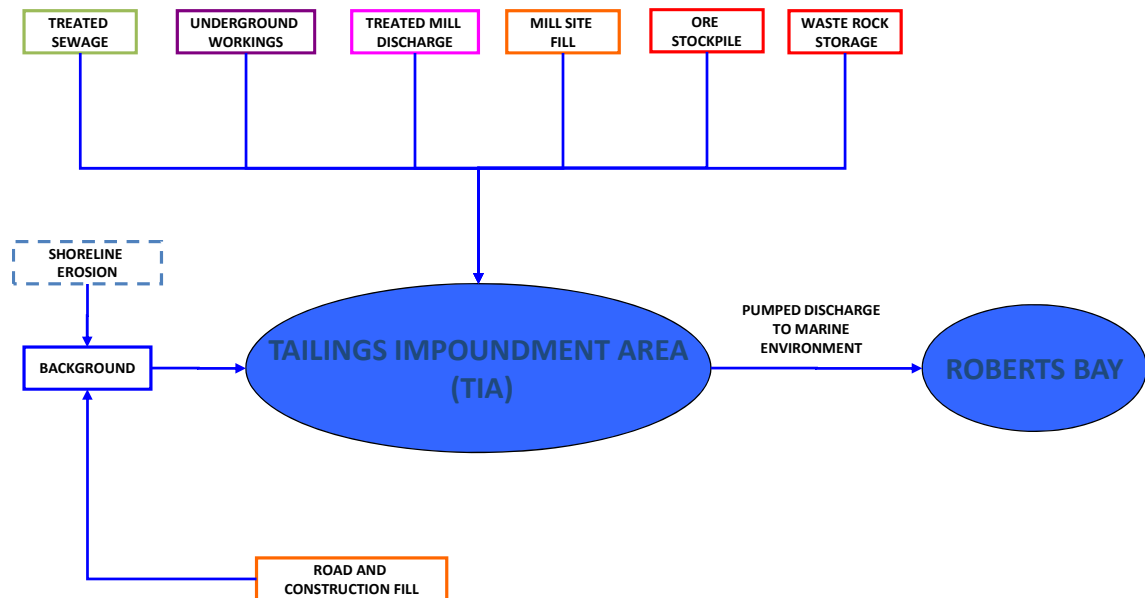 TREATED
SEWAGE
UNDERGROUND
WORKINGS
TREATED MILL
DISCHARGE
MILL SITE
FILL
ORE
STOCKPILE
WASTE ROCK
STORAGE
SHORELINE
EROSION
BACKGROUND
TAILINGS IMPOUNDMENT AREA
(TIA)
PUMPED DISCHARGE
TO MARINE
ENVIRONMENT
ROBERTS BAY
ROAD AND
CONSTRUCTION FILL